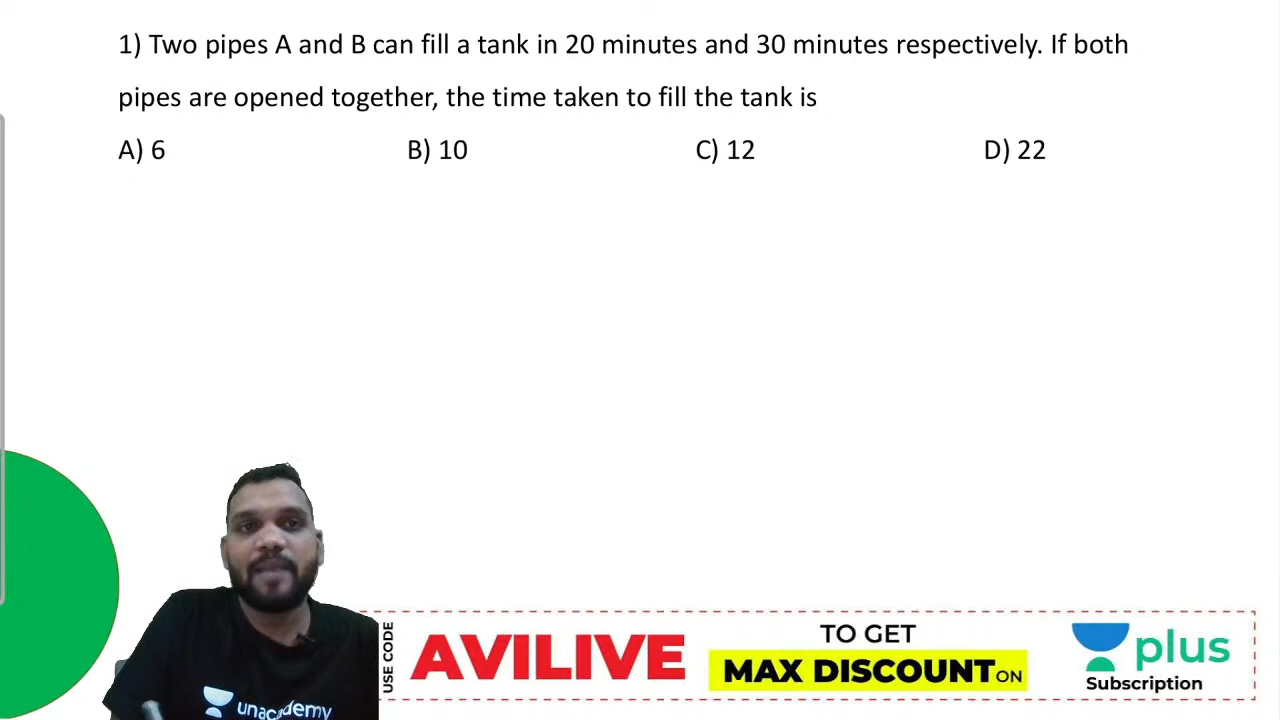 1) Two pipes A and B can fill a tank in 20 minutes and 30 minutes respectively. If both
pipes are opened together, the time taken to fill the tank is
A) 6 B) 10 C) 12 D) 22
unacademy
USE CODE
AVILIVE
TO GET
MAX DISCOUNT ON
plus
Subscription